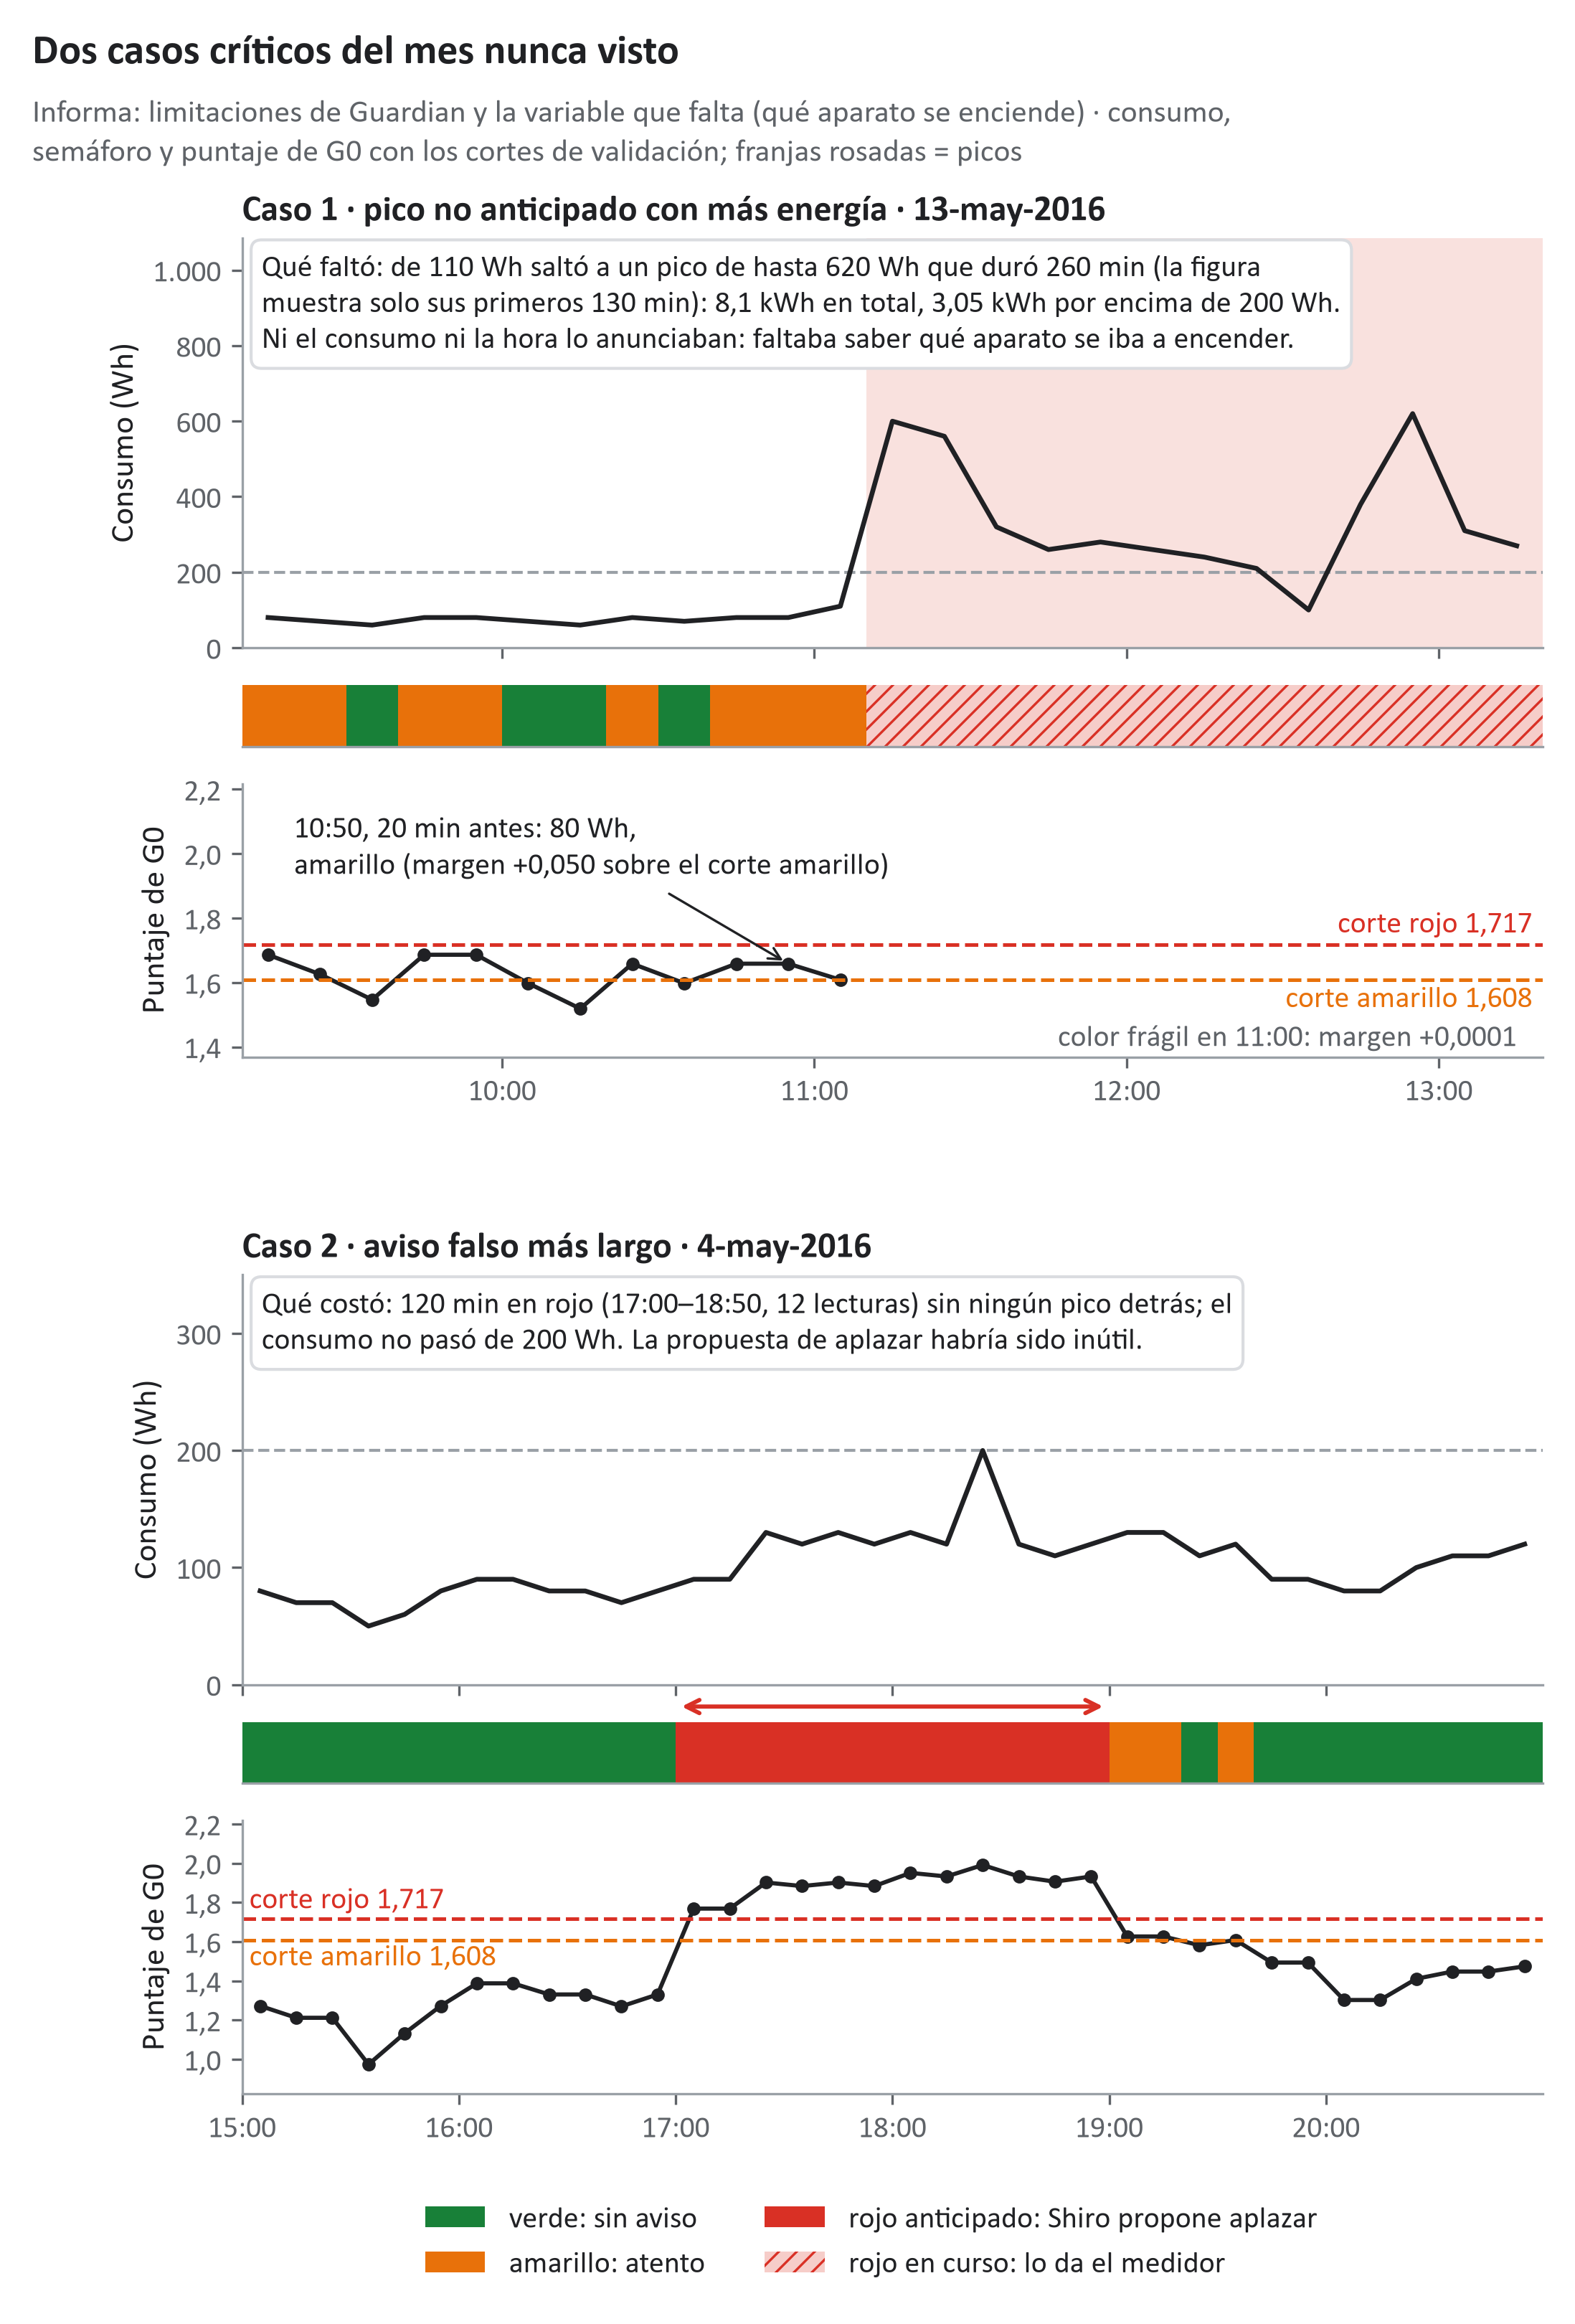 Dos casos críticos del mes nunca visto
Informa: limitaciones de Guardian y la variable que falta (qué aparato se enciende) · consumo,
semáforo y puntaje de G0 con los cortes de validación; franjas rosadas = picos
Caso 1 · pico no anticipado con más energía · 13-may-2016
Qué faltó: de 110 Wh saltó a un pico de hasta 620 Wh que duró 260 min (la figura
muestra solo sus primeros 130 min): 8,1 kWh en total, 3,05 kWh por encima de 200 Wh.
Ni el consumo ni la hora lo anunciaban: faltaba saber qué aparato se iba a encender.
Consumo (Wh)
1.000
800
600
400
200
0
Puntaje de G0
2,2
2,0
1,8
1,6
1,4
10:50, 20 min antes: 80 Wh,
amarillo (margen +0,050 sobre el corte amarillo)
corte rojo 1,717
corte amarillo 1,608
color frágil en 11:00: margen +0,0001
10:00 11:00 12:00 13:00
Caso 2 · aviso falso más largo · 4-may-2016
Qué costó: 120 min en rojo (17:00–18:50, 12 lecturas) sin ningún pico detrás; el
consumo no pasó de 200 Wh. La propuesta de aplazar habría sido inútil.
Consumo (Wh)
300
200
100
0
Puntaje de G0
2,2
2,0
1,8
1,6
1,4
1,2
1,0
corte rojo 1,717
corte amarillo 1,608
15:00 16:00 17:00 18:00 19:00 20:00
verde: sin aviso
amarillo: atento
rojo anticipado: Shiro propone aplazar
rojo en curso: lo da el medidor